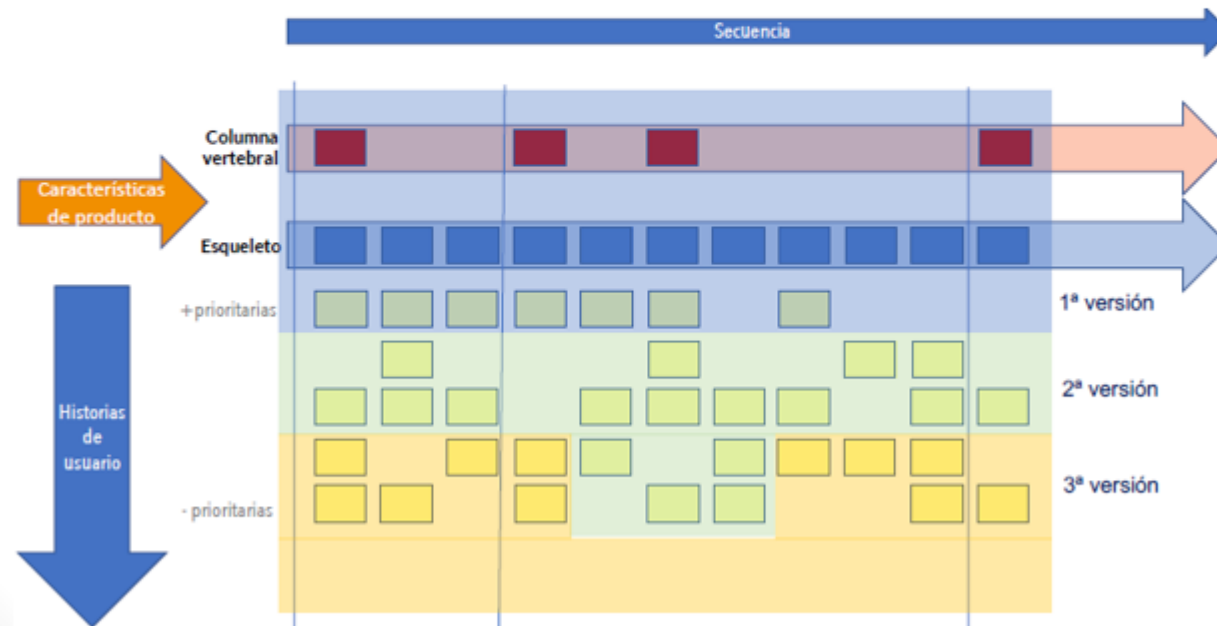 Secuencia
Columna
vertebral
Características
de producto
Esqueleto
+prioritarias
1ª versión
2ª versión
Historias
de
usuario
3ª versión
- prioritarias